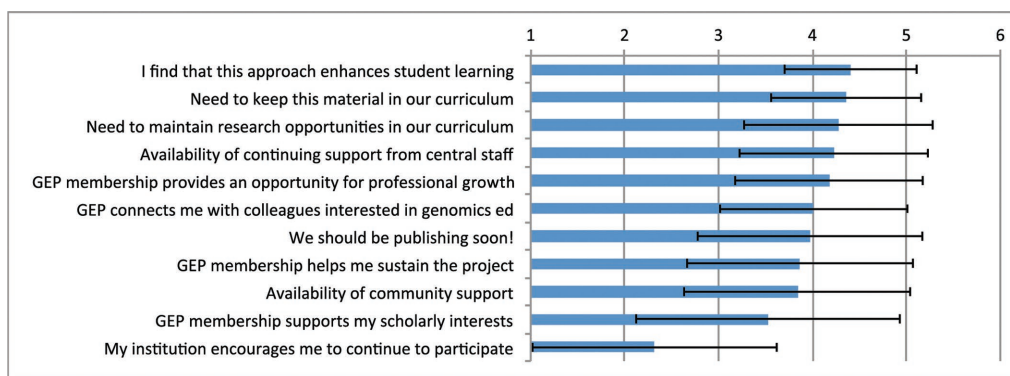 1 2 3 4 5 6
I find that this approach enhances student learning
Need to keep this material in our curriculum
Need to maintain research opportunities in our curriculum
Availability of continuing support from central staff
GEP membership provides an opportunity for professional growth
GEP connects me with colleagues interested in genomics ed
We should be publishing soon!
GEP membership helps me sustain the project
Availability of community support
GEP membership supports my scholarly interests
My institution encourages me to continue to participate